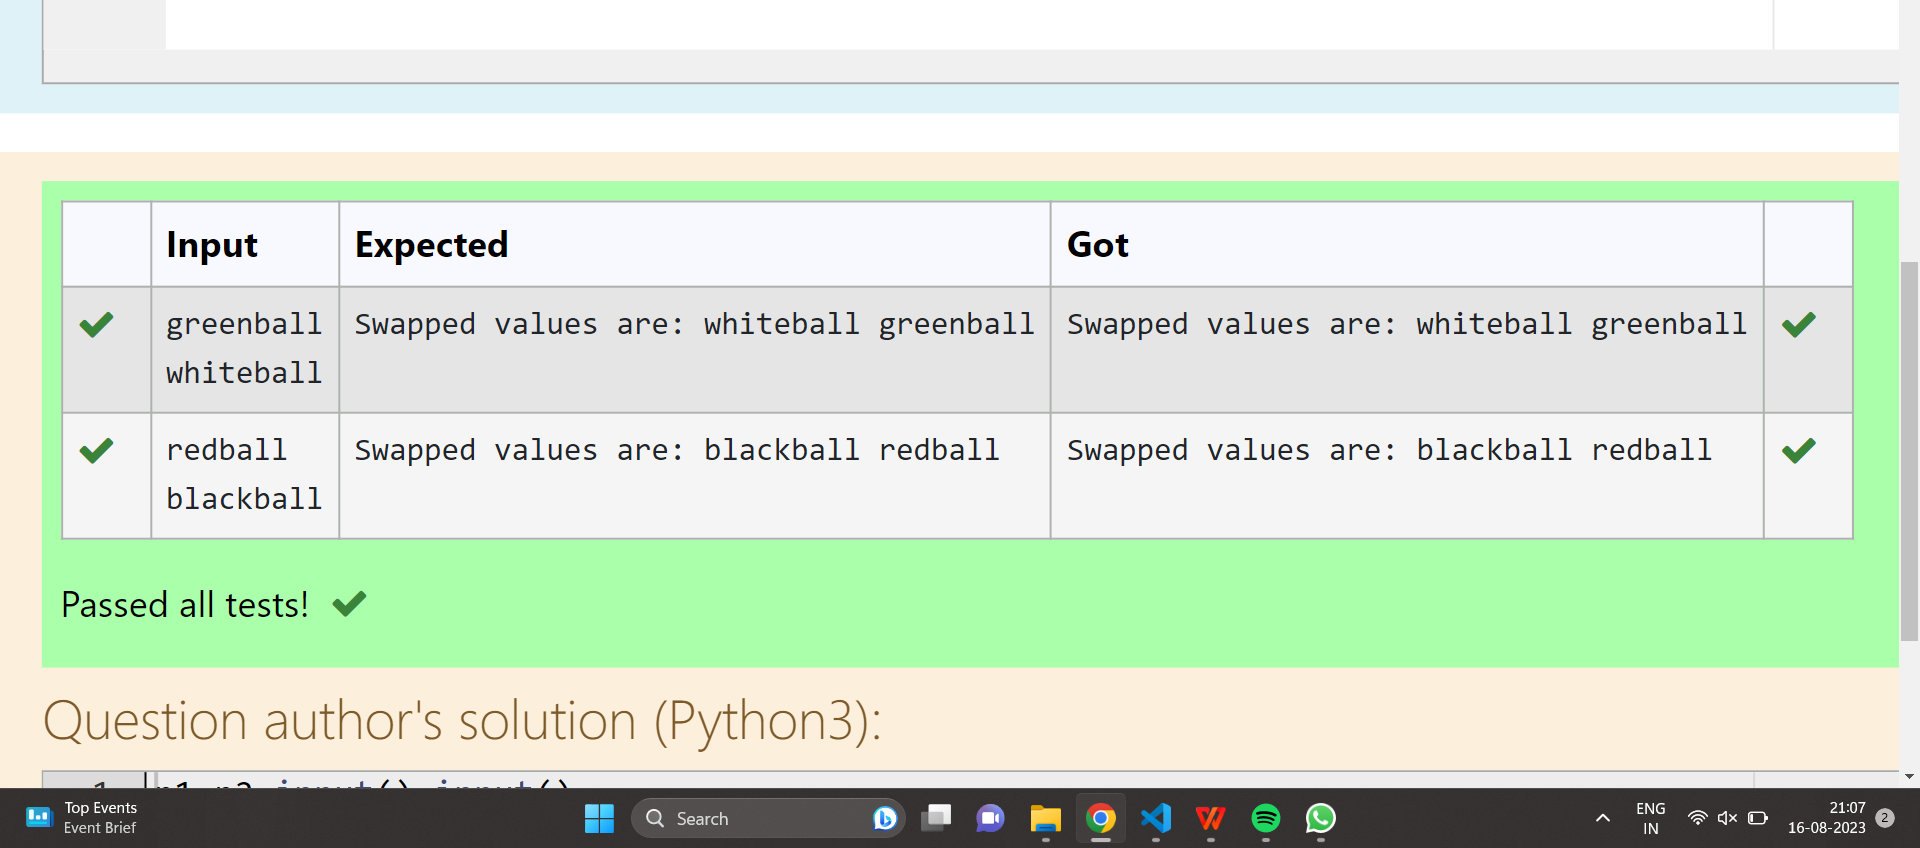 Input Expected Got
greenball Swapped values are: whiteball greenball Swapped values are: whiteball greenball
whiteball
redball Swapped values are: blackball redball Swapped values are: blackball redball
blackball
Passed all tests!
Question author's solution (Python3):
Top Events
Event Brief
Search
ENG
IN
21:07
16-08-2023
2